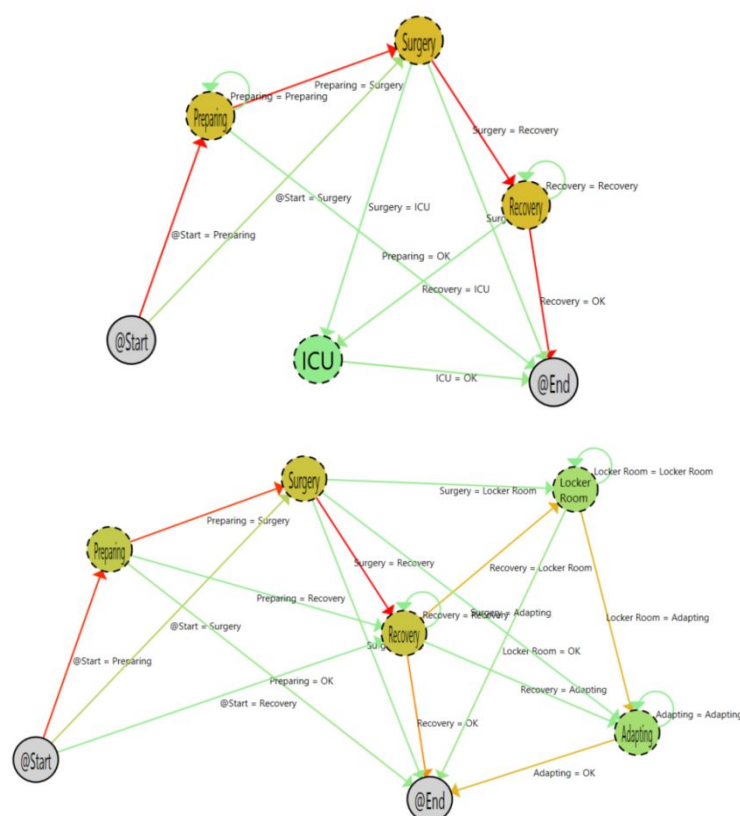 Surgery
Preparing = Surgery
Preparing = Preparing
Preparing
Surgery = Recovery
Recovery = Recovery
@Start = Surgery
Recovery
Surgery = ICU
Surg
@Start = Preparing
Preparing = OK
Recovery = ICU
Recovery = OK
@Start
ICU
ICU = OK
@End
Surgery
Locker Room = Locker Room
Locker
Room
Surgery = Locker Room
Preparing = Surgery
Preparing
Surgery = Recovery
Recovery = Locker Room
Preparing = Recovery
Recovery = Recovery
Surgery = Adapting
Locker Room = Adapting
@Start = Surgery
Recovery
Surg
Locker Room = OK
@Start = Preparing
Preparing = OK
Recovery = Adapting
@Start = Recovery
Adapting = Adapting
Recovery = OK
Adapting
@Start
Adapting = OK
@End